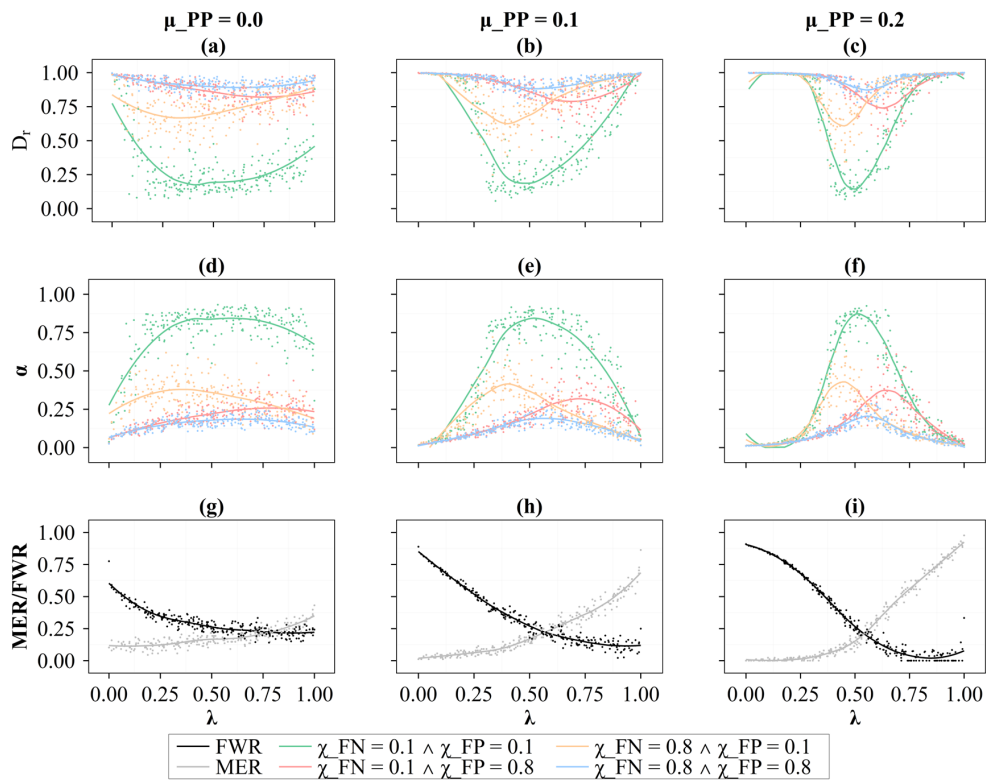 μ_PP = 0.0 μ_PP = 0.1 μ_PP = 0.2
(a) (b) (c)
1.00
0.75
0.50
0.25
0.00
Dr
(d) (e) (f)
1.00
0.75
0.50
0.25
0.00
α
(g) (h) (i)
1.00
0.75
0.50
0.25
0.00
MER/FWR
0.00 0.25 0.50 0.75 1.00 0.00 0.25 0.50 0.75 1.00 0.00 0.25 0.50 0.75 1.00
λ λ λ
FWR χ_FN = 0.1 ∧ χ_FP = 0.1 χ_FN = 0.8 ∧ χ_FP = 0.1
MER χ_FN = 0.1 ∧ χ_FP = 0.8 χ_FN = 0.8 ∧ χ_FP = 0.8